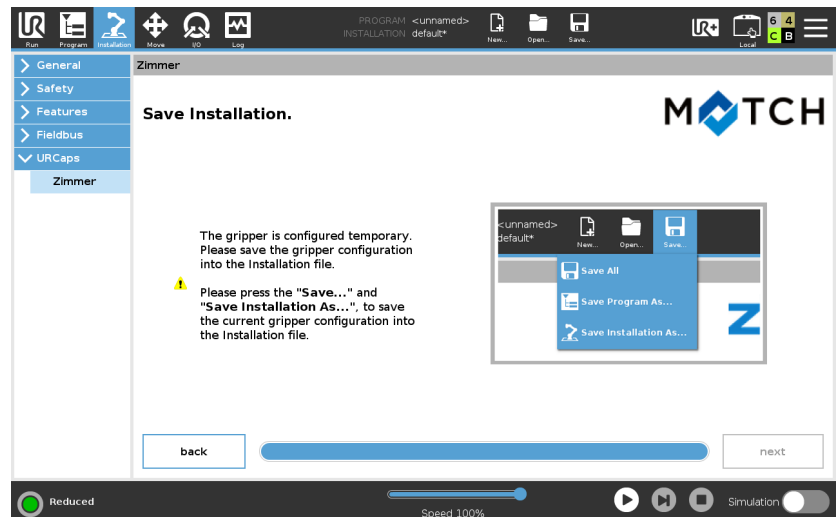 PROGRAM <unnamed>
INSTALLATION default*
Run Program Installation Move I/O Log New... Open... Save... UR+ Local 6 4 C B
General
Safety
Features
Fieldbus
URCaps
Zimmer
Zimmer
Save Installation.
MATCH
The gripper is configured temporary.
Please save the gripper configuration
into the Installation file.
Please press the "Save..." and
"Save Installation As...", to save
the current gripper configuration into
the Installation file.
<unnamed>
default*
New... Open... Save...
Save All
Save Program As...
Save Installation As...
Z
back
next
Reduced
Speed 100%
Simulation